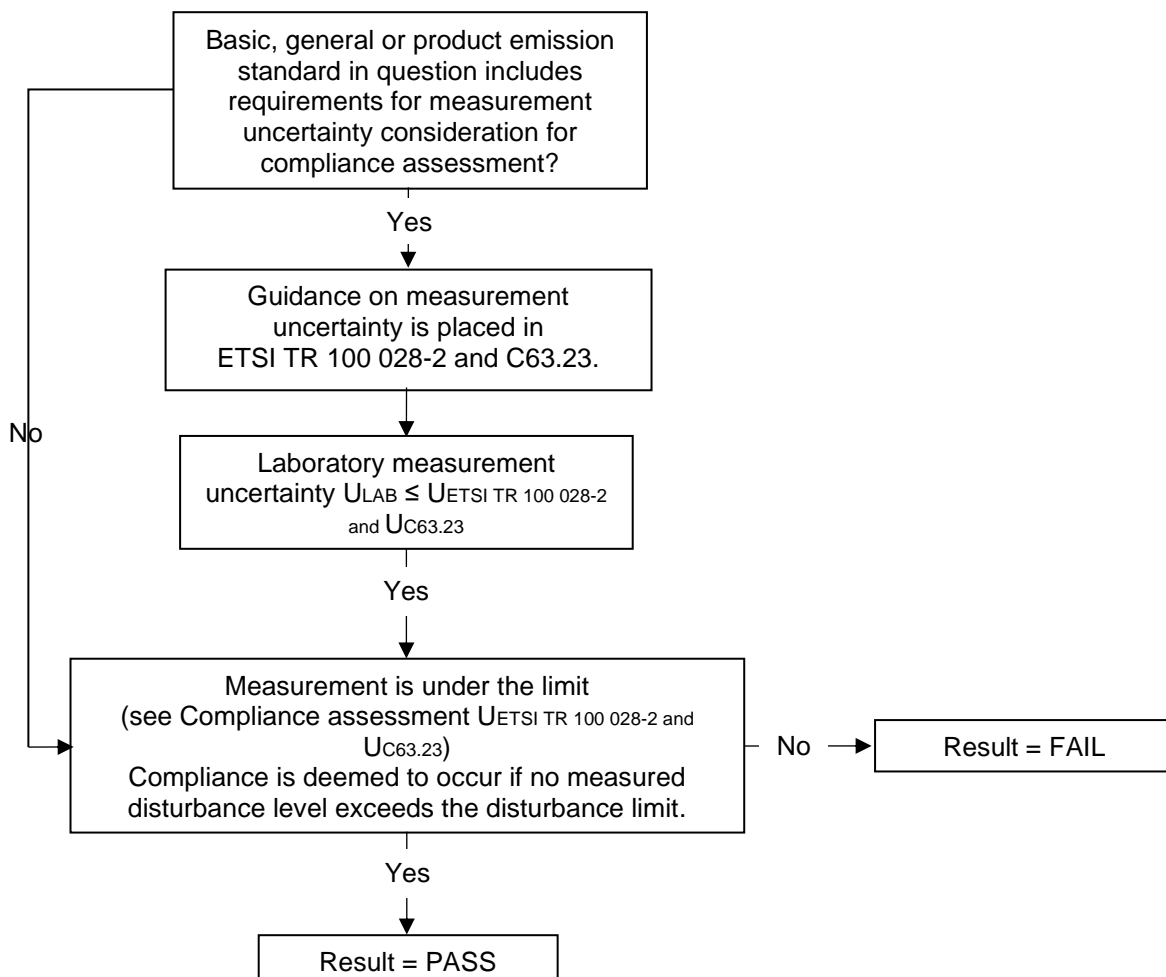 Basic, general or product emission
standard in question includes
requirements for measurement
uncertainty consideration for
compliance assessment?
Yes
Guidance on measurement
uncertainty is placed in
ETSI TR 100 028-2 and C63.23.
No
Laboratory measurement
uncertainty ULAB ≤ UETSI TR 100 028-2
and UC63.23
Yes
Measurement is under the limit
(see Compliance assessment UETSI TR 100 028-2 and
UC63.23)
Compliance is deemed to occur if no measured
disturbance level exceeds the disturbance limit.
No
Result = FAIL
Yes
Result = PASS